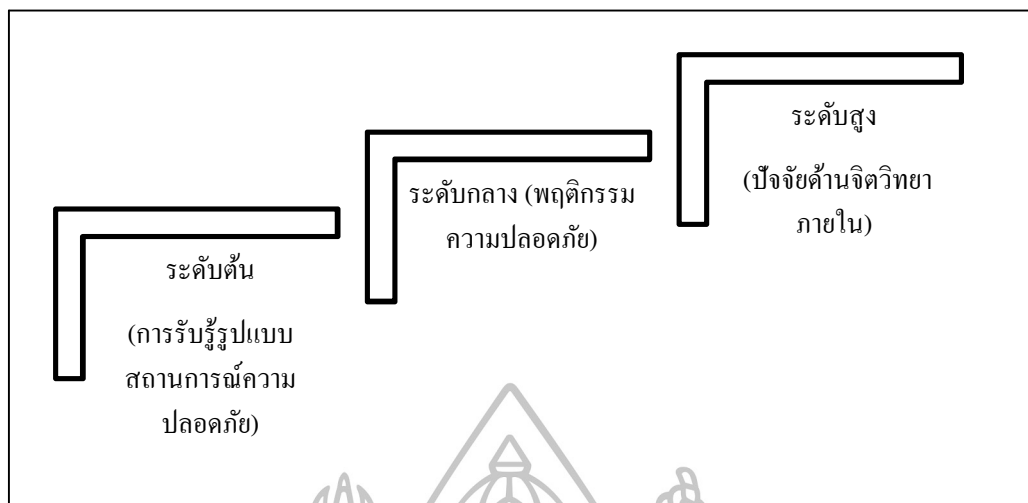 ระดับต้น
(การรับรู้รูปแบบ
สถานการณ์ความ
ปลอดภัย)
ระดับกลาง (พฤติกรรม
ความปลอดภัย)
ระดับสูง
(ปัจจัยด้านจิตวิทยา
ภายใน)